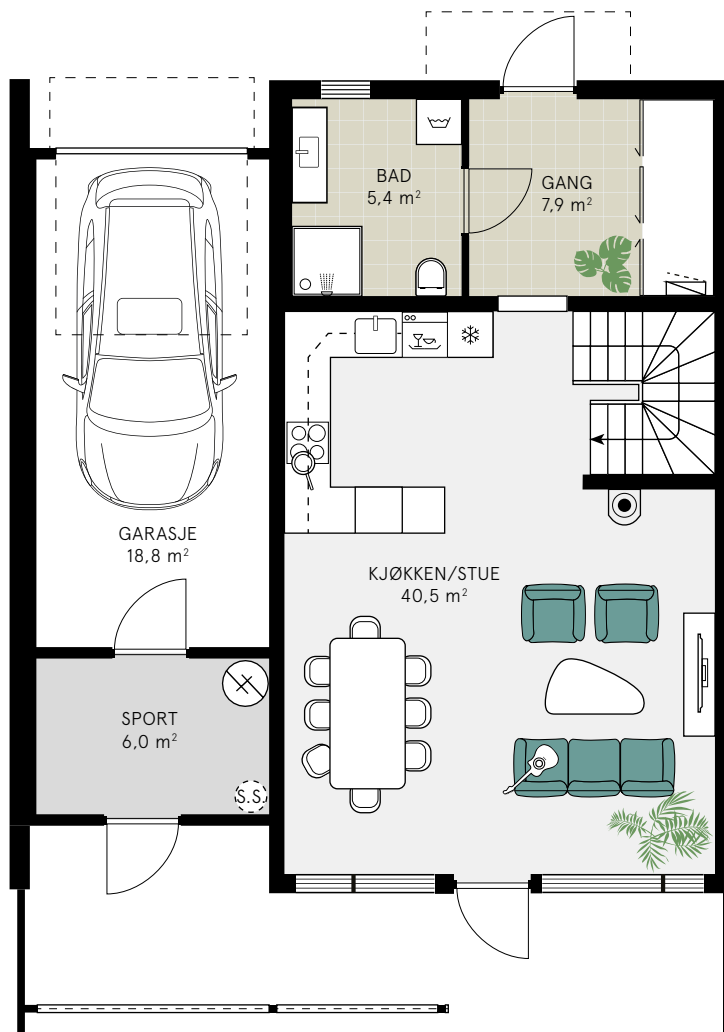 BAD
5,4 m²
GANG
7,9 m²
GARASJE
18,8 m²
KJØKKEN/STUE
40,5 m²
SPORT
6,0 m²
S.S.